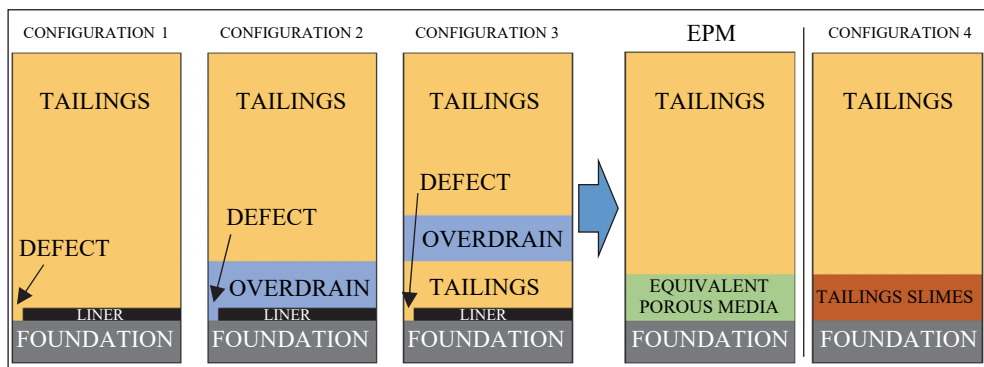 CONFIGURATION 1
TAILINGS
DEFECT
LINER
FOUNDATION
CONFIGURATION 2
TAILINGS
DEFECT
OVERDRAIN
LINER
FOUNDATION
CONFIGURATION 3
TAILINGS
DEFECT
OVERDRAIN
TAILINGS
LINER
FOUNDATION
EPM
TAILINGS
EQUIVALENT
POROUS MEDIA
FOUNDATION
CONFIGURATION 4
TAILINGS
TAILINGS SLIMES
FOUNDATION